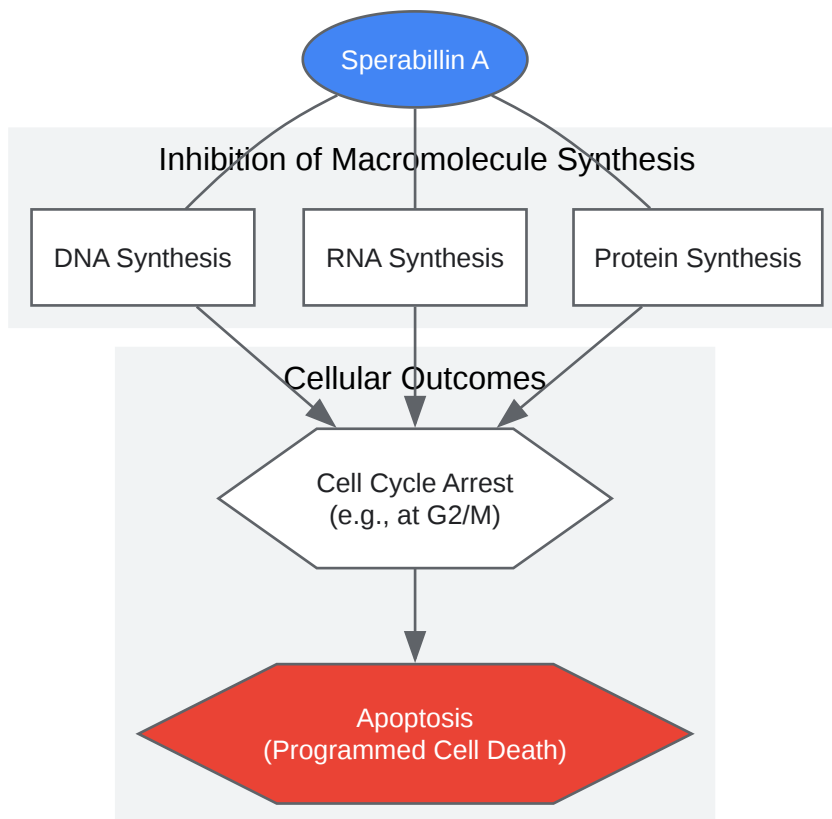 Sperabillin A
Inhibition of Macromolecule Synthesis
DNA Synthesis
RNA Synthesis
Protein Synthesis
Cellular Outcomes
Cell Cycle Arrest
(e.g., at G2/M)
Apoptosis
(Programmed Cell Death)